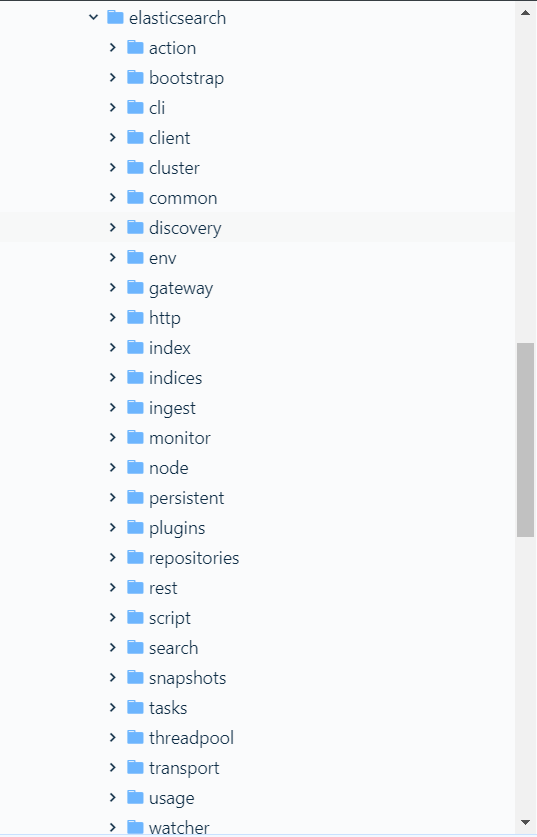 elasticsearch
action
bootstrap
cli
client
cluster
common
discovery
env
gateway
http
index
indices
ingest
monitor
node
persistent
plugins
repositories
rest
script
search
snapshots
tasks
threadpool
transport
usage
watcher